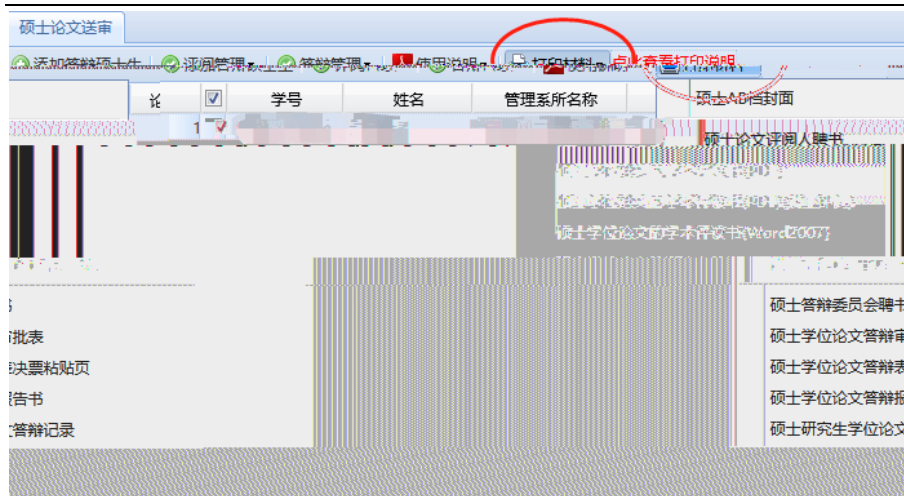 硕士论文送审
添加答辩硕士生 评阅管理 答辩管理 使用说明 打印材料 点此查看打印说明
学号 姓名 管理系所名称 硕士AB档封面
1 硕士论文评阅人聘书
硕士学位论文的学术评议书(Word2007)
硕士答辩委员会聘书
批表 硕士学位论文答辩审
决票粘贴页 硕士学位论文答辩表
告书 硕士学位论文答辩报
答辩记录 硕士研究生学位论文